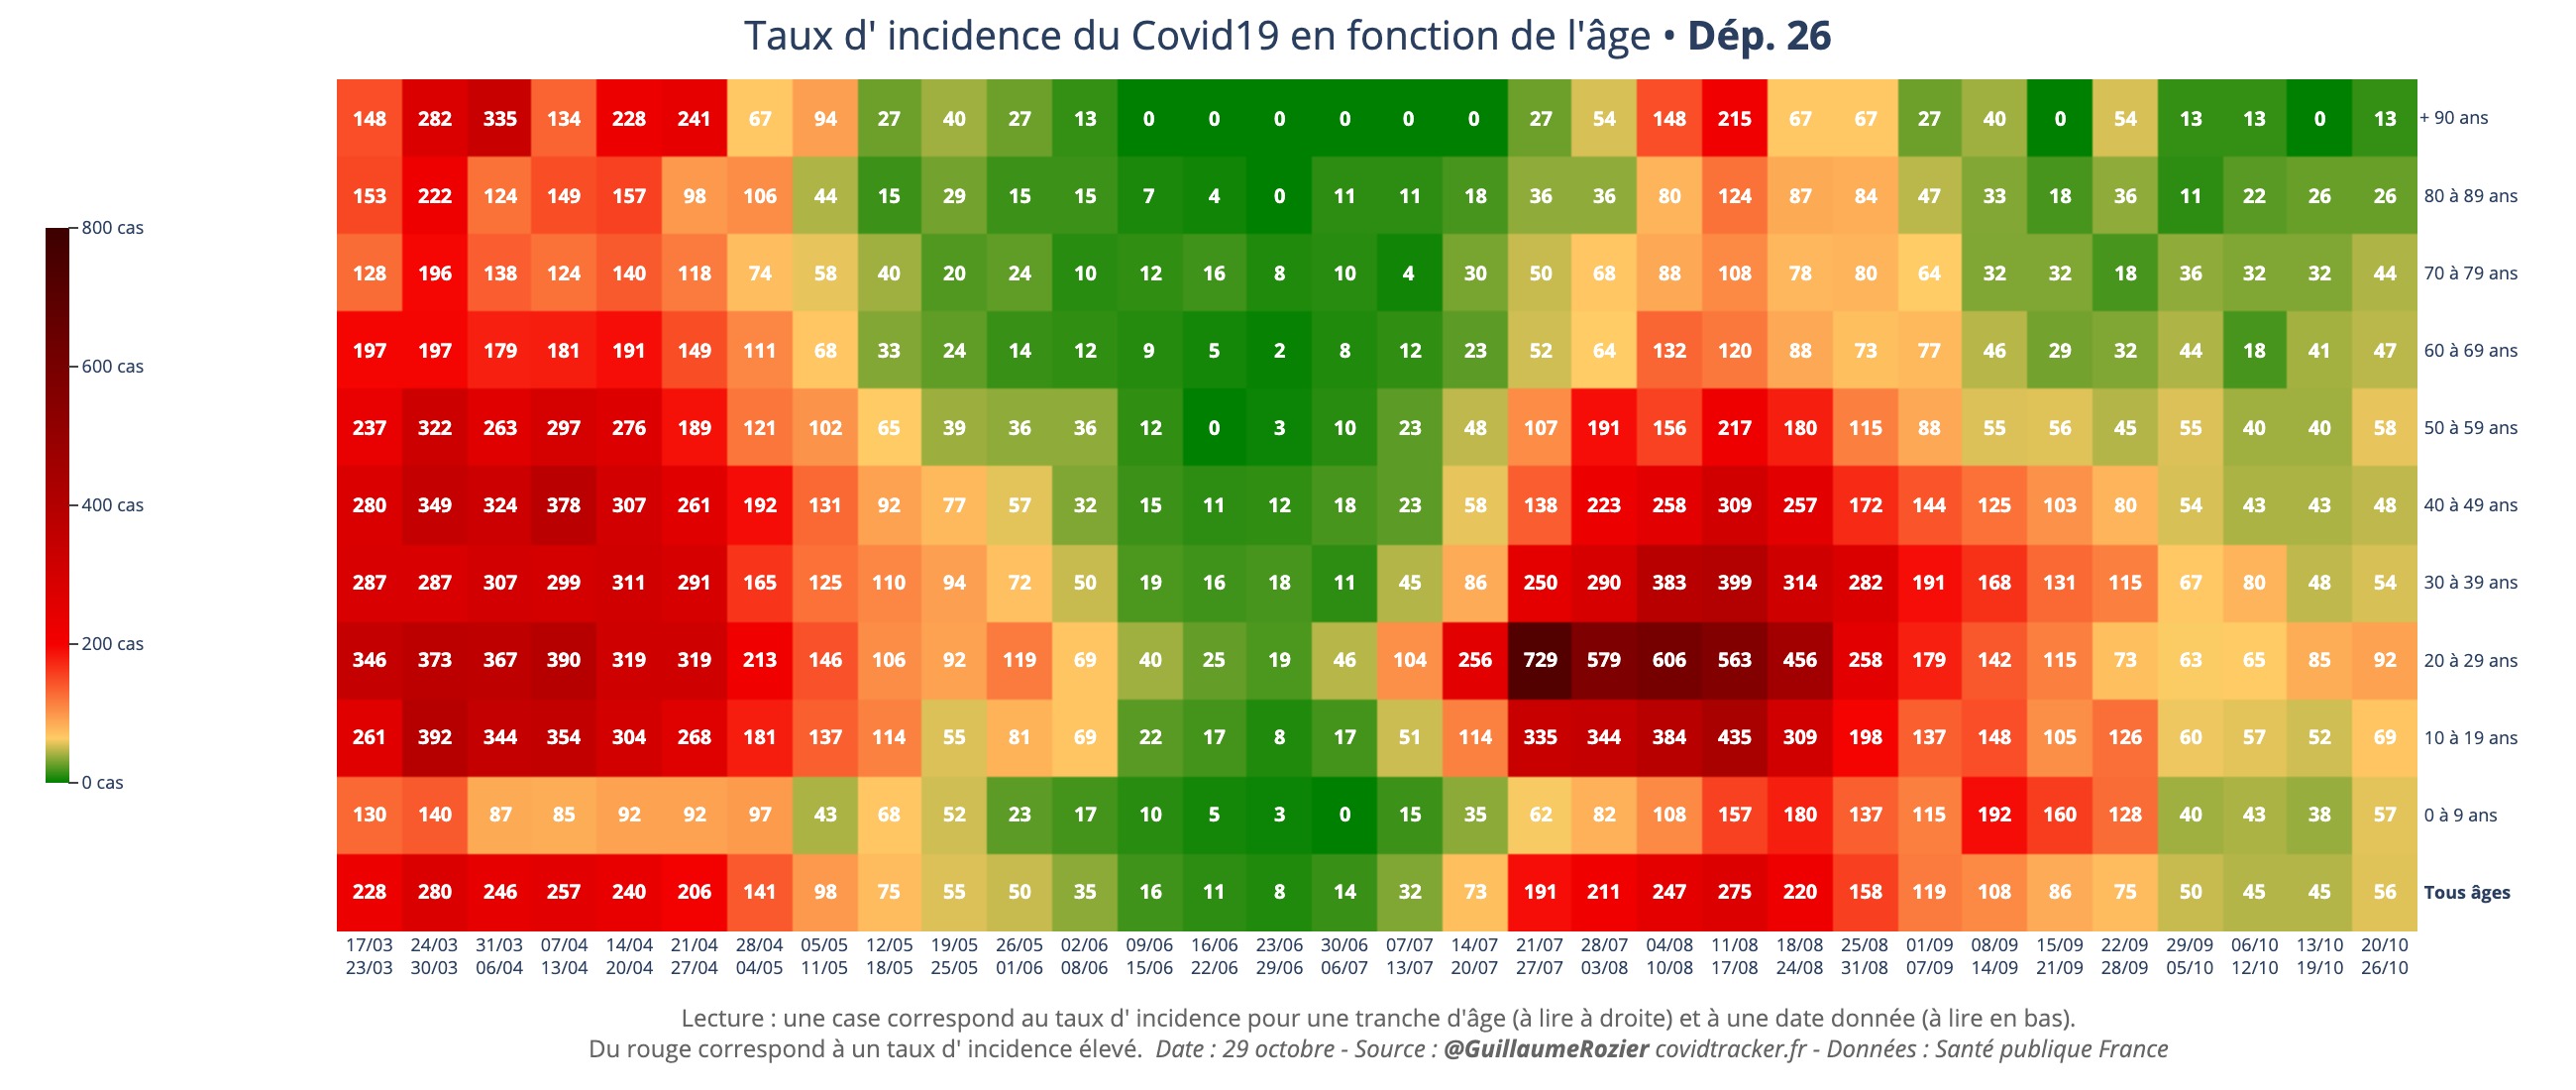 Taux d' incidence du Covid19 en fonction de l'âge • Dép. 26
800 cas
600 cas
400 cas
200 cas
0 cas
148 282 335 134 228 241 67 94 27 40 27 13 0 0 0 0 0 0 27 54 148 215 67 67 27 40 0 54 13 13 0 13 + 90 ans
153 222 124 149 157 98 106 44 15 29 15 15 7 4 0 11 11 18 36 36 80 124 87 84 47 33 18 36 11 22 26 26 80 à 89 ans
128 196 138 124 140 118 74 58 40 20 24 10 12 16 8 10 4 30 50 68 88 108 78 80 64 32 32 18 36 32 32 44 70 à 79 ans
197 197 179 181 191 149 111 68 33 24 14 12 9 5 2 8 12 23 52 64 132 120 88 73 77 46 29 32 44 18 41 47 60 à 69 ans
237 322 263 297 276 189 121 102 65 39 36 36 12 0 3 10 23 48 107 191 156 217 180 115 88 55 56 45 55 40 40 58 50 à 59 ans
280 349 324 378 307 261 192 131 92 77 57 32 15 11 12 18 23 58 138 223 258 309 257 172 144 125 103 80 54 43 43 48 40 à 49 ans
287 287 307 299 311 291 165 125 110 94 72 50 19 16 18 11 45 86 250 290 383 399 314 282 191 168 131 115 67 80 48 54 30 à 39 ans
346 373 367 390 319 319 213 146 106 92 119 69 40 25 19 46 104 256 729 579 606 563 456 258 179 142 115 73 63 65 85 92 20 à 29 ans
261 392 344 354 304 268 181 137 114 55 81 69 22 17 8 17 51 114 335 344 384 435 309 198 137 148 105 126 60 57 52 69 10 à 19 ans
130 140 87 85 92 92 97 43 68 52 23 17 10 5 3 0 15 35 62 82 108 157 180 137 115 192 160 128 40 43 38 57 0 à 9 ans
228 280 246 257 240 206 141 98 75 55 50 35 16 11 8 14 32 73 191 211 247 275 220 158 119 108 86 75 50 45 45 56 Tous âges
17/03 24/03 31/03 07/04 14/04 21/04 28/04 05/05 12/05 19/05 26/05 02/06 09/06 16/06 23/06 30/06 07/07 14/07 21/07 28/07 04/08 11/08 18/08 25/08 01/09 08/09 15/09 22/09 29/09 06/10 13/10 20/10
23/03 30/03 06/04 13/04 20/04 27/04 04/05 11/05 18/05 25/05 01/06 08/06 15/06 22/06 29/06 06/07 13/07 20/07 27/07 03/08 10/08 17/08 24/08 31/08 07/09 14/09 21/09 28/09 05/10 12/10 19/10 26/10
Lecture : une case correspond au taux d' incidence pour une tranche d'âge (à lire à droite) et à une date donnée (à lire en bas).
Du rouge correspond à un taux d' incidence élevé. Date : 29 octobre - Source : @GuillaumeRozier covidtracker.fr - Données : Santé publique France